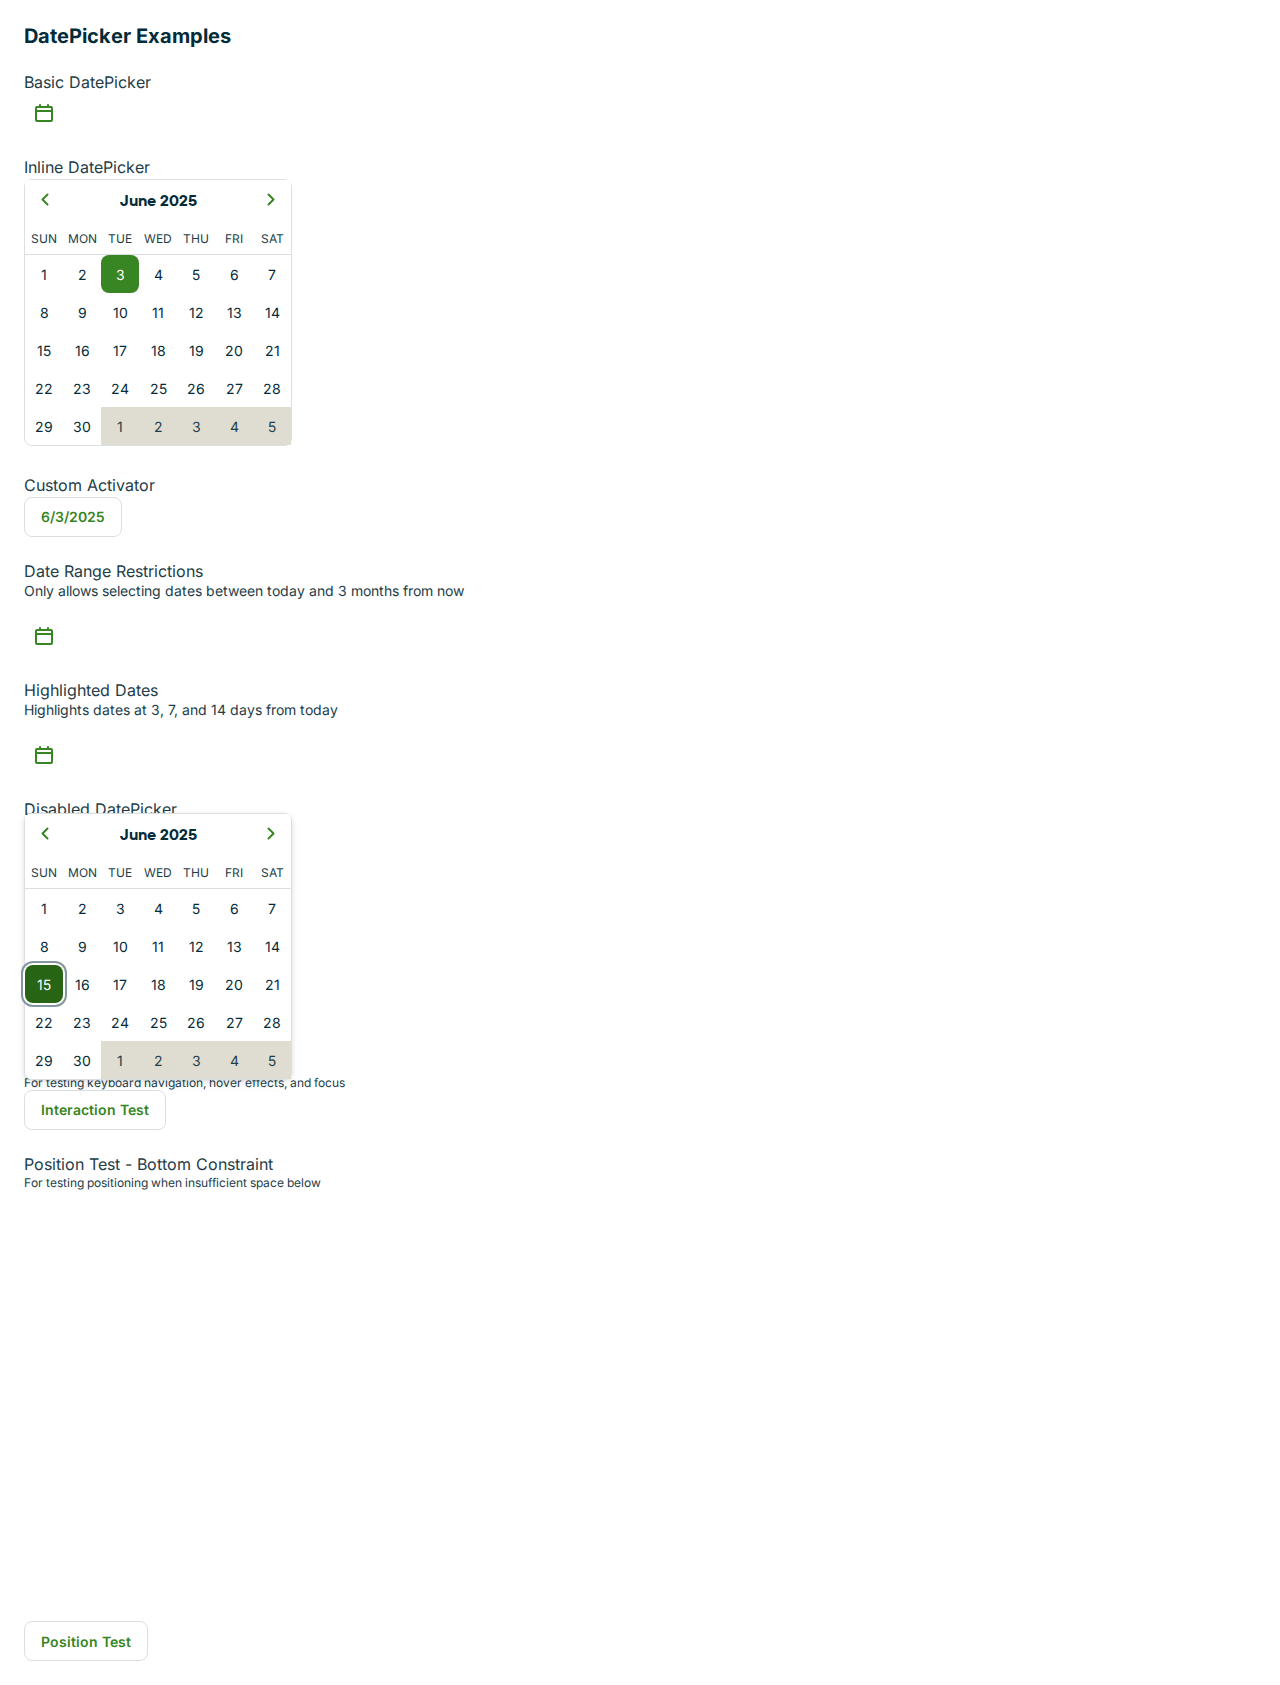 DatePicker Examples
Basic DatePicker
Inline DatePicker
June 2025
SUN MON TUE WED THU FRI SAT
1 2 3 4 5 6 7
8 9 10 11 12 13 14
15 16 17 18 19 20 21
22 23 24 25 26 27 28
29 30 1 2 3 4 5
Custom Activator
6/3/2025
Date Range Restrictions
Only allows selecting dates between today and 3 months from now
Highlighted Dates
Highlights dates at 3, 7, and 14 days from today
Disabled DatePicker
June 2025
SUN MON TUE WED THU FRI SAT
1 2 3 4 5 6 7
8 9 10 11 12 13 14
15 16 17 18 19 20 21
22 23 24 25 26 27 28
29 30 1 2 3 4 5
For testing keyboard navigation, hover effects, and focus
Interaction Test
Position Test - Bottom Constraint
For testing positioning when insufficient space below
Position Test